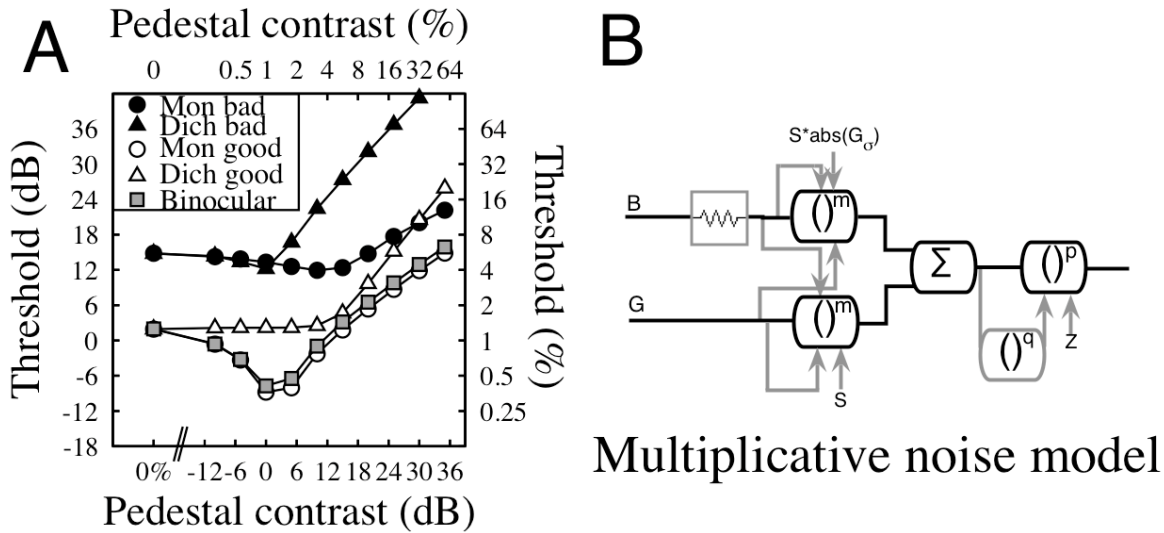 A
Pedestal contrast (%)
0 0.5 1 2 4 8 16 32 64
Mon bad
Dich bad
Mon good
Dich good
Binocular
Threshold (dB)
36
30
24
18
12
6
0
-6
-12
-18
64
32
16
8
4
2
1
0.5
0.25
Threshold (%)
0% -12 -6 0 6 12 18 24 30 36
Pedestal contrast (dB)
B
S*abs(Gσ)
B
()m
Σ
()p
G
()m
()q
Z
S
Multiplicative noise model